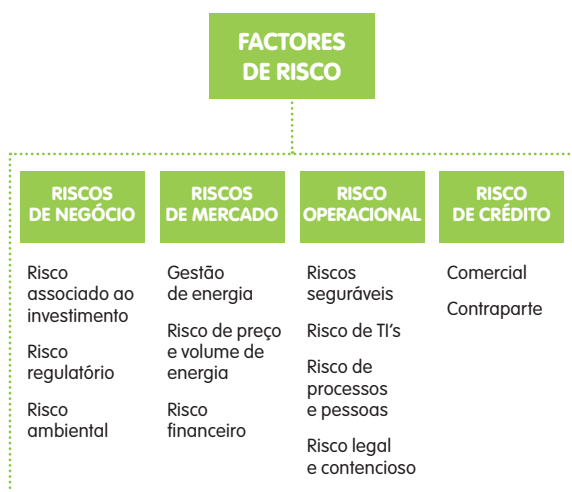 FACTORES
DE RISCO
RISCOS
DE NEGÓCIO
Risco
associado ao
investimento
Risco
regulatório
Risco
ambiental
RISCOS
DE MERCADO
Gestão
de energia
Risco de preço
e volume de
energia
Risco
financeiro
RISCO
OPERACIONAL
Riscos
seguráveis
Risco de TI’s
Risco de
processos
e pessoas
Risco legal
e contencioso
RISCO
DE CRÉDITO
Comercial
Contraparte